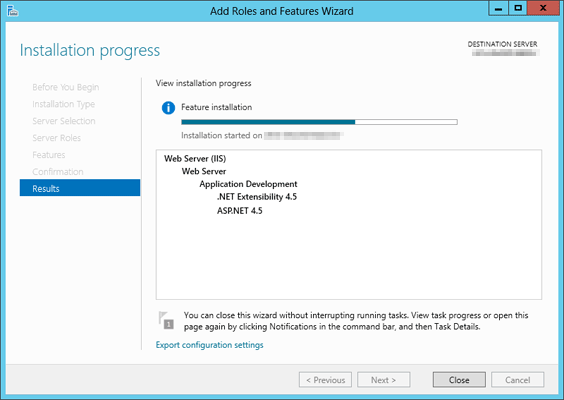 Add Roles and Features Wizard
Installation progress
DESTINATION SERVER
Before You Begin
Installation Type
Server Selection
Server Roles
Features
Confirmation
Results
View installation progress
Feature installation
Installation started on
Web Server (IIS)
Web Server
Application Development
.NET Extensibility 4.5
ASP.NET 4.5
1
You can close this wizard without interrupting running tasks. View task progress or open this
page again by clicking Notifications in the command bar, and then Task Details.
Export configuration settings
< Previous
Next >
Close
Cancel